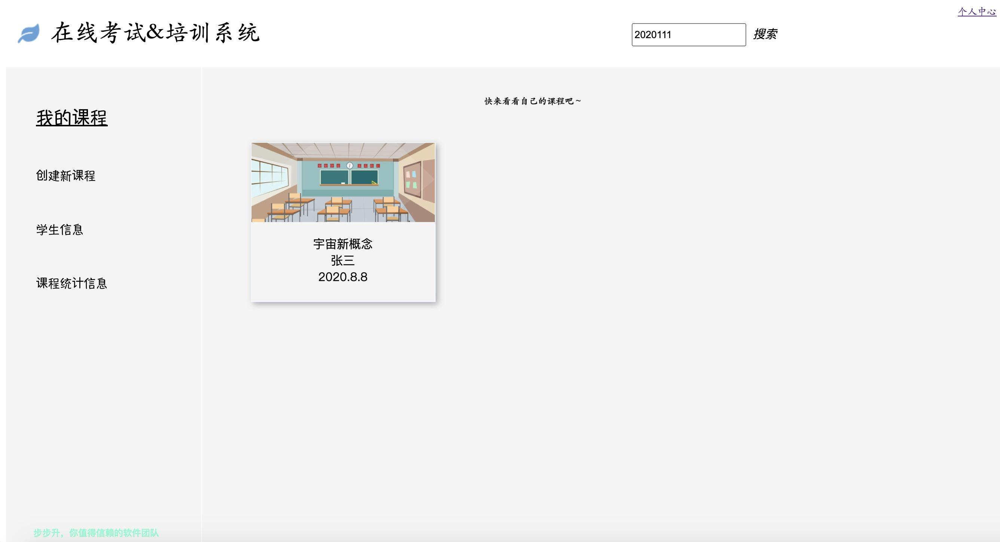 个人中心
在线考试&培训系统
2020111 搜索
我的课程
创建新课程
学生信息
课程统计信息
快来看看自己的课程吧~
宇宙新概念
张三
2020.8.8
步步升，你值得信赖的软件团队